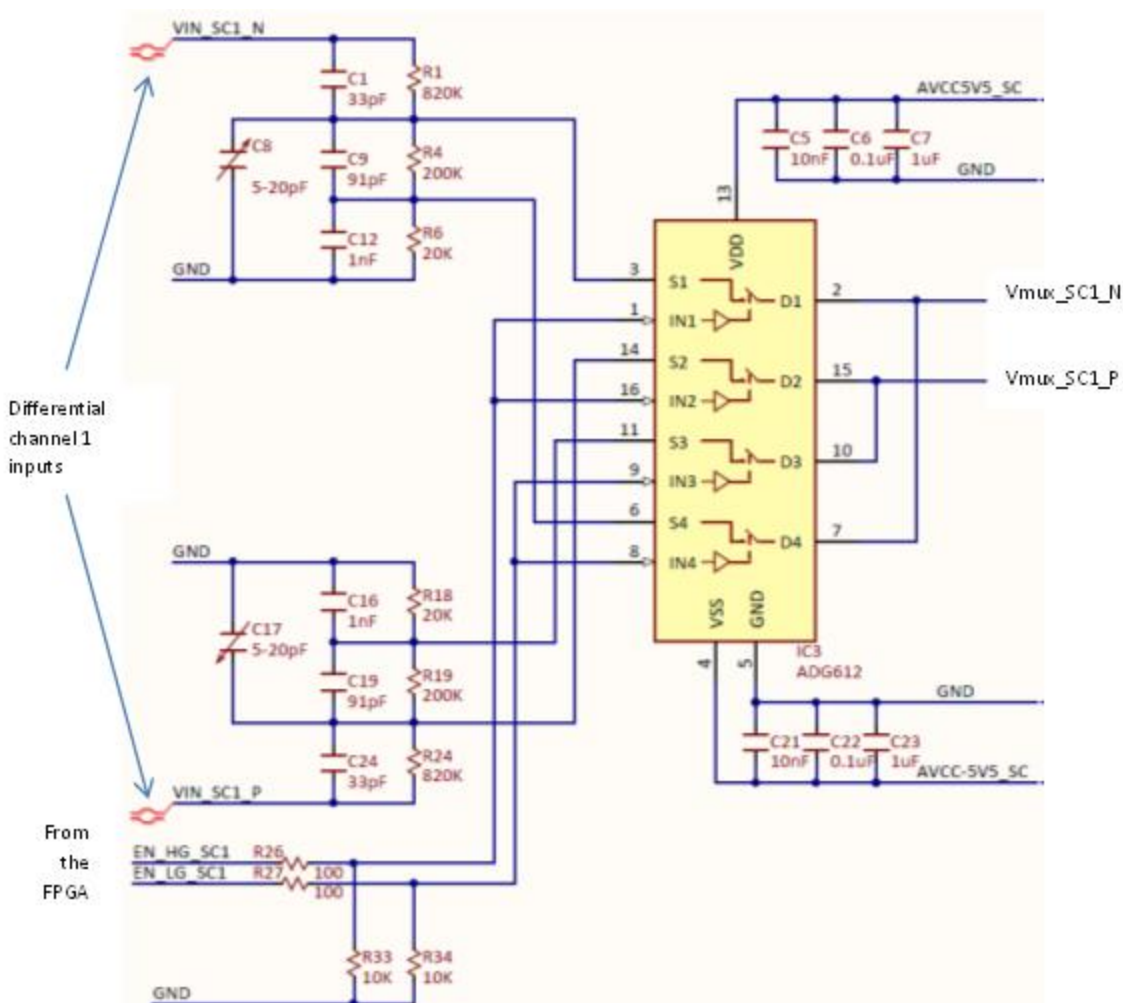 VIN_SC1_N
C1
33pF
R1
820K
C8
5-20pF
C9
91pF
R4
200K
C12
1nF
R6
20K
GND
AVCC5V5_SC
C5
10nF
C6
0.1uF
C7
1uF
GND
13
VDD
3
S1
D1
2
Vmux_SC1_N
1
IN1
14
S2
D2
15
Vmux_SC1_P
16
IN2
11
S3
D3
10
9
IN3
6
S4
D4
7
8
IN4
VSS
GND
4
5
IC3
ADG612
GND
C21
10nF
C22
0.1uF
C23
1uF
AVCC-5V5_SC
Differential
channel 1
inputs
GND
C16
1nF
R18
20K
C17
5-20pF
C19
91pF
R19
200K
C24
33pF
R24
820K
VIN_SC1_P
From
the
FPGA
EN_HG_SC1
R26
100
EN_LG_SC1
R27
100
R33
10K
R34
10K
GND